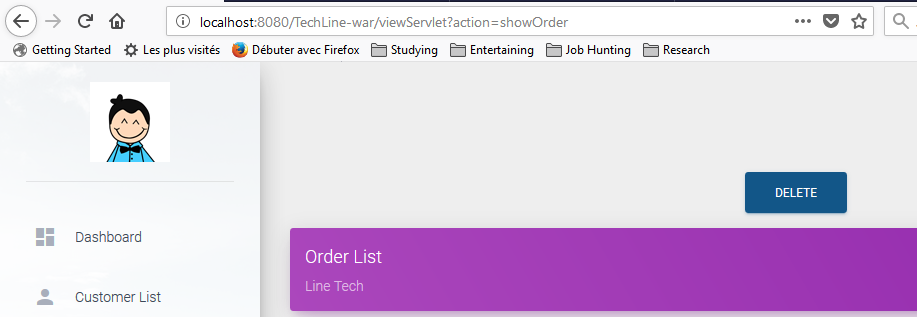 localhost:8080/TechLine-war/viewServlet?action=showOrder
Getting Started Les plus visités Débuter avec Firefox Studying Entertaining Job Hunting Research
DELETE
Order List
Line Tech
Dashboard
Customer List